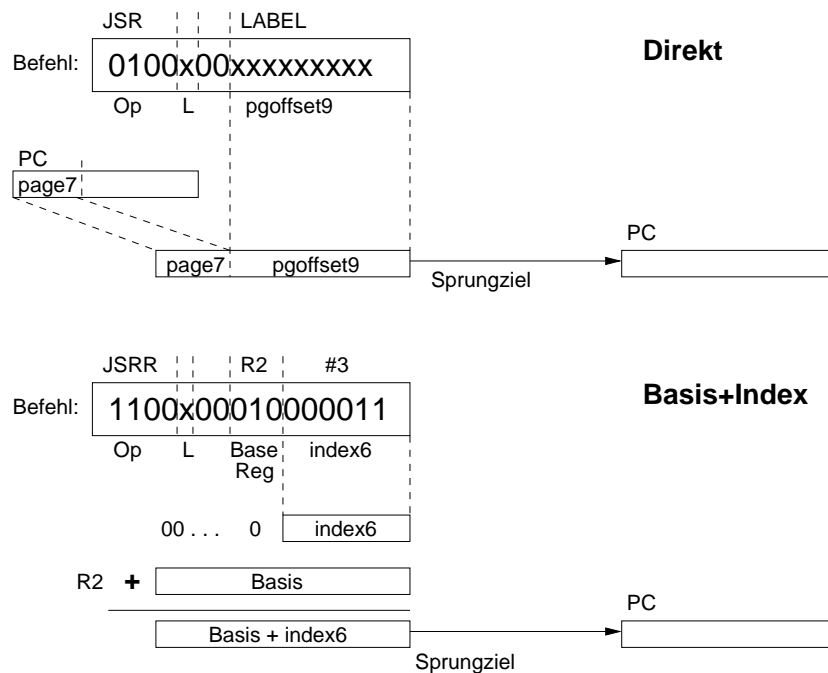 JSR LABEL
Direkt
Befehl: 0100x00xxxxxxxxx
Op L pgoffset9
PC
page7
page7 pgoffset9
Sprungziel
PC
JSRR R2 #3
Basis+Index
Befehl: 1100x00010000011
Op L Base index6
Reg
00 . . . 0 index6
R2 + Basis
PC
Basis + index6
Sprungziel